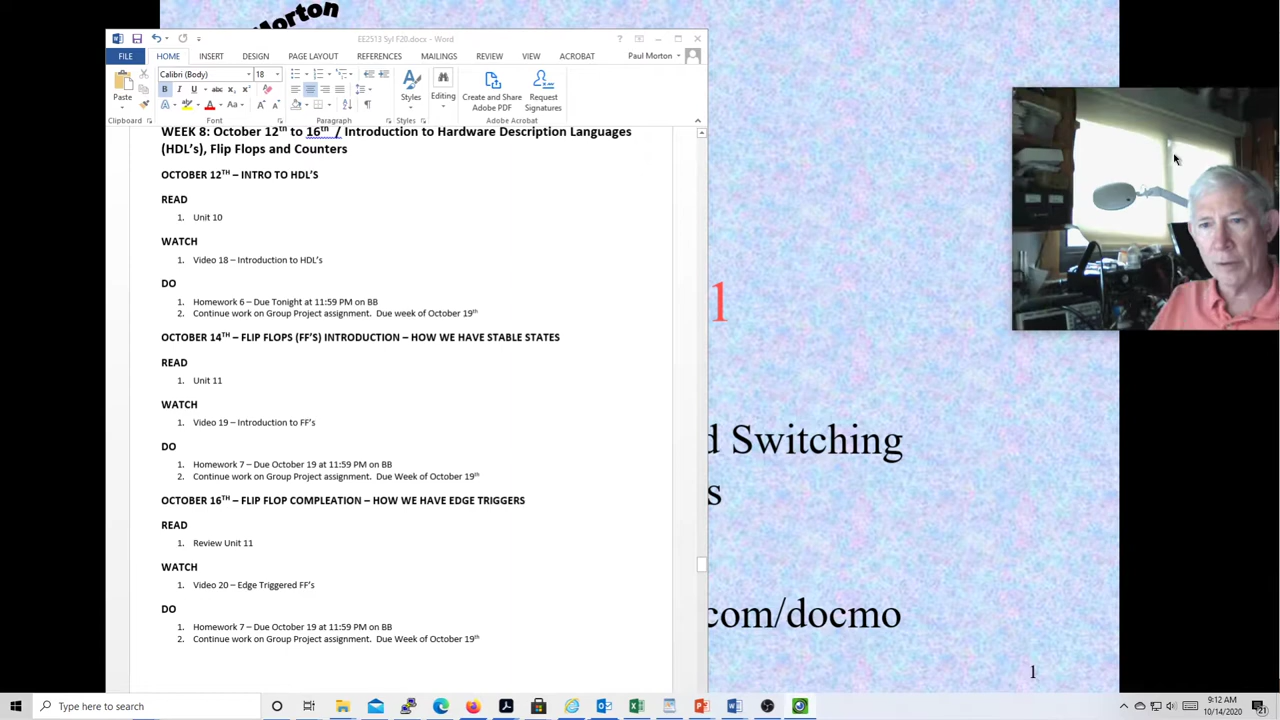 Morton
EE2513 Syl F20.docx - Word
FILE HOME INSERT DESIGN PAGE LAYOUT REFERENCES MAILINGS REVIEW VIEW ACROBAT Paul Morton
Calibri (Body) 18
Paste Styles Editing Create and Share Adobe PDF Request Signatures
Clipboard Font Paragraph Styles Adobe Acrobat
WEEK 8: October 12th to 16th / Introduction to Hardware Description Languages
(HDL's), Flip Flops and Counters
OCTOBER 12TH – INTRO TO HDL'S
READ
1. Unit 10
WATCH
1. Video 18 – Introduction to HDL's
DO
1. Homework 6 – Due Tonight at 11:59 PM on BB
2. Continue work on Group Project assignment. Due week of October 19th
OCTOBER 14TH – FLIP FLOPS (FF'S) INTRODUCTION – HOW WE HAVE STABLE STATES
READ
1. Unit 11
WATCH
1. Video 19 – Introduction to FF's
DO
1. Homework 7 – Due October 19 at 11:59 PM on BB
2. Continue work on Group Project assignment. Due Week of October 19th
OCTOBER 16TH – FLIP FLOP COMPLEATION – HOW WE HAVE EDGE TRIGGERS
READ
1. Review Unit 11
WATCH
1. Video 20 – Edge Triggered FF's
DO
1. Homework 7 – Due October 19 at 11:59 PM on BB
2. Continue work on Group Project assignment. Due Week of October 19th
1
d Switching
s
com/docmo
1
Type here to search
9:12 AM
10/14/2020
21